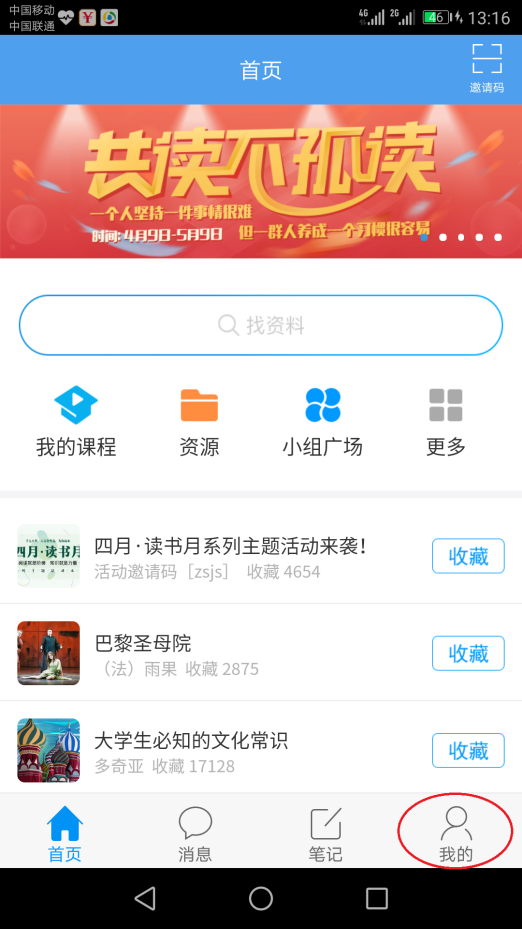 中国移动
中国联通
4G
2G
46
13:16
首页
邀请码
共读不孤读
一个人坚持一件事情很难
时间:4月9日-5月9日
但一群人养成一个习惯很容易
找资料
我的课程
资源
小组广场
更多
四月·读书月
四月·读书月系列主题活动来袭!
活动邀请码［zsjs］ 收藏 4654
收藏
巴黎圣母院
（法）雨果 收藏 2875
收藏
大学生必知的文化常识
多奇亚 收藏 17128
收藏
首页
消息
笔记
我的